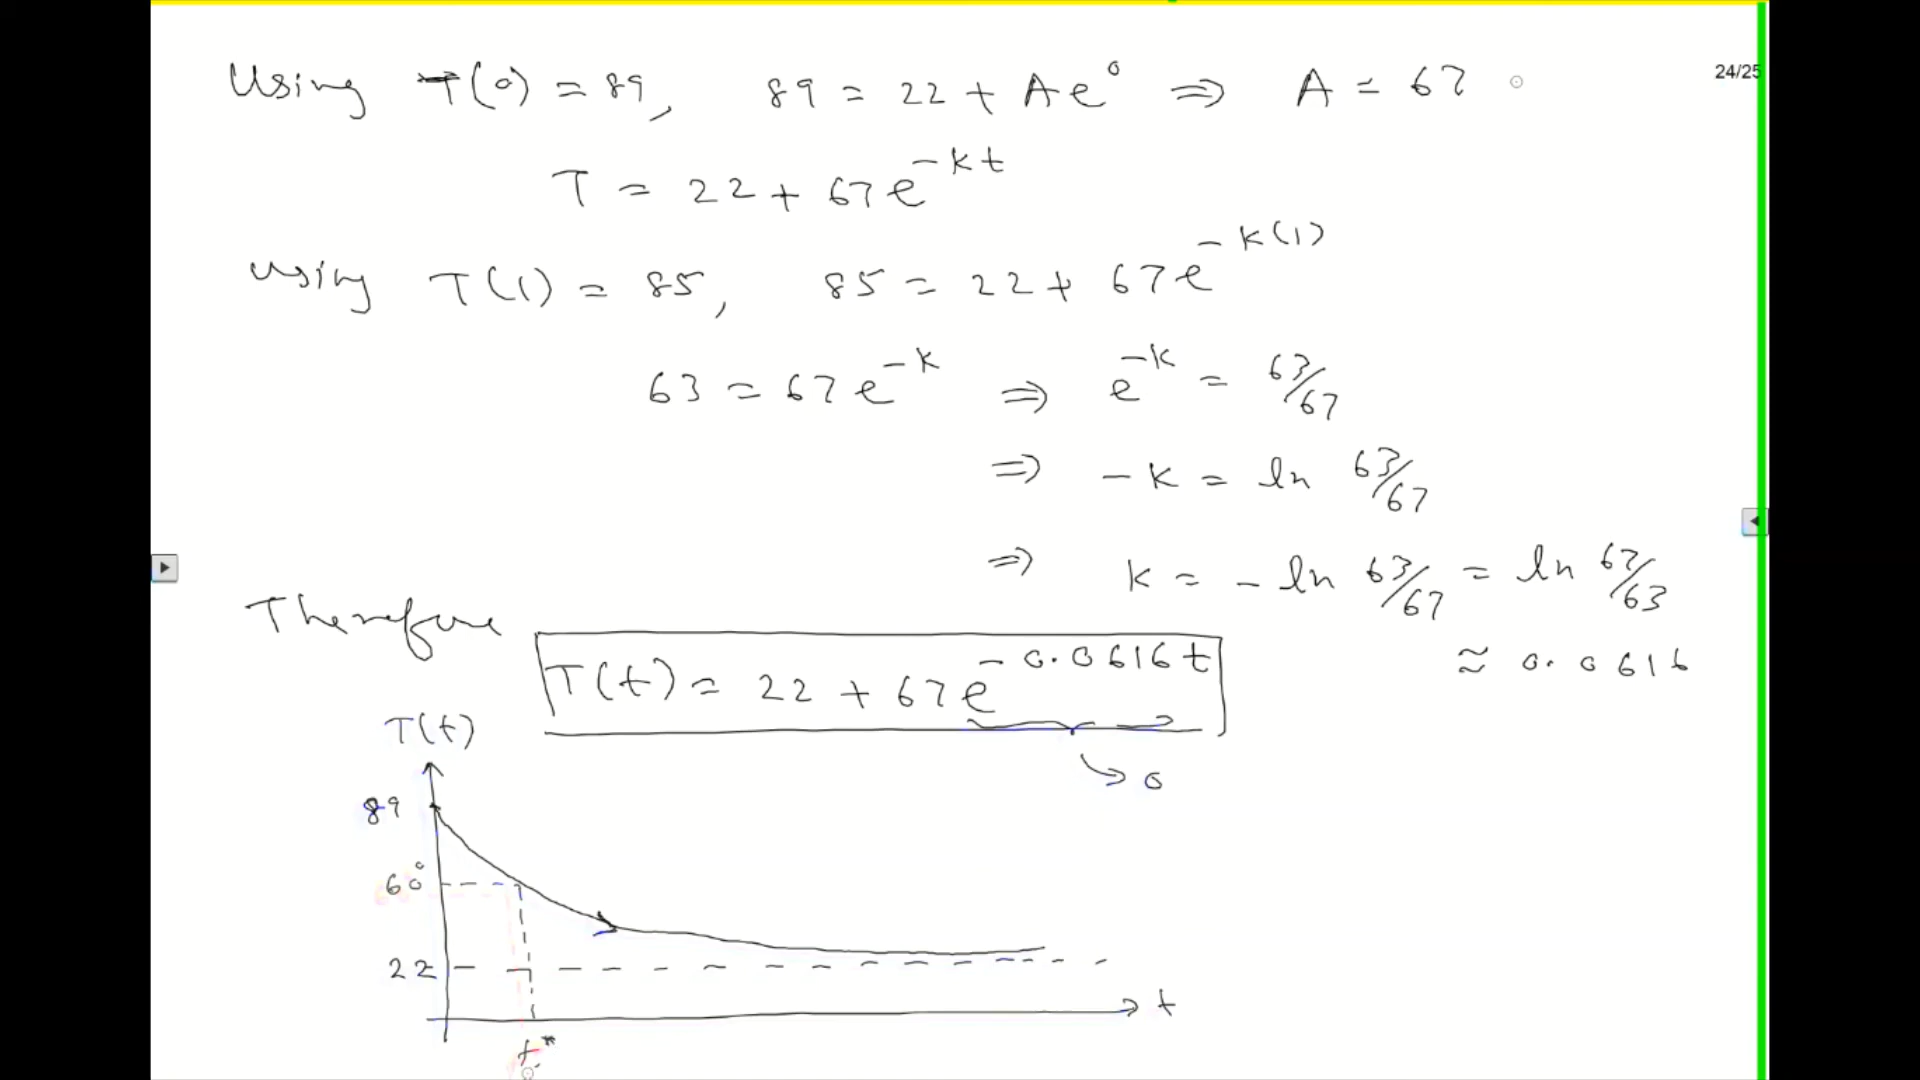 Using T(0) = 89, 89 = 22 + Ae⁰ ⇒ A = 67
24/25
T = 22 + 67e^{-kt}
Using T(1) = 85, 85 = 22 + 67e^{-k(1)}
63 = 67e^{-k} ⇒ e^{-k} = 63/67
⇒ -k = ln 63/67
⇒ k = - ln 63/67 = ln 67/63
≈ 0.0616
Therefore
T(t) = 22 + 67e^{-0.0616t}
→ 0
T(t)
89
60°
22
t
t*